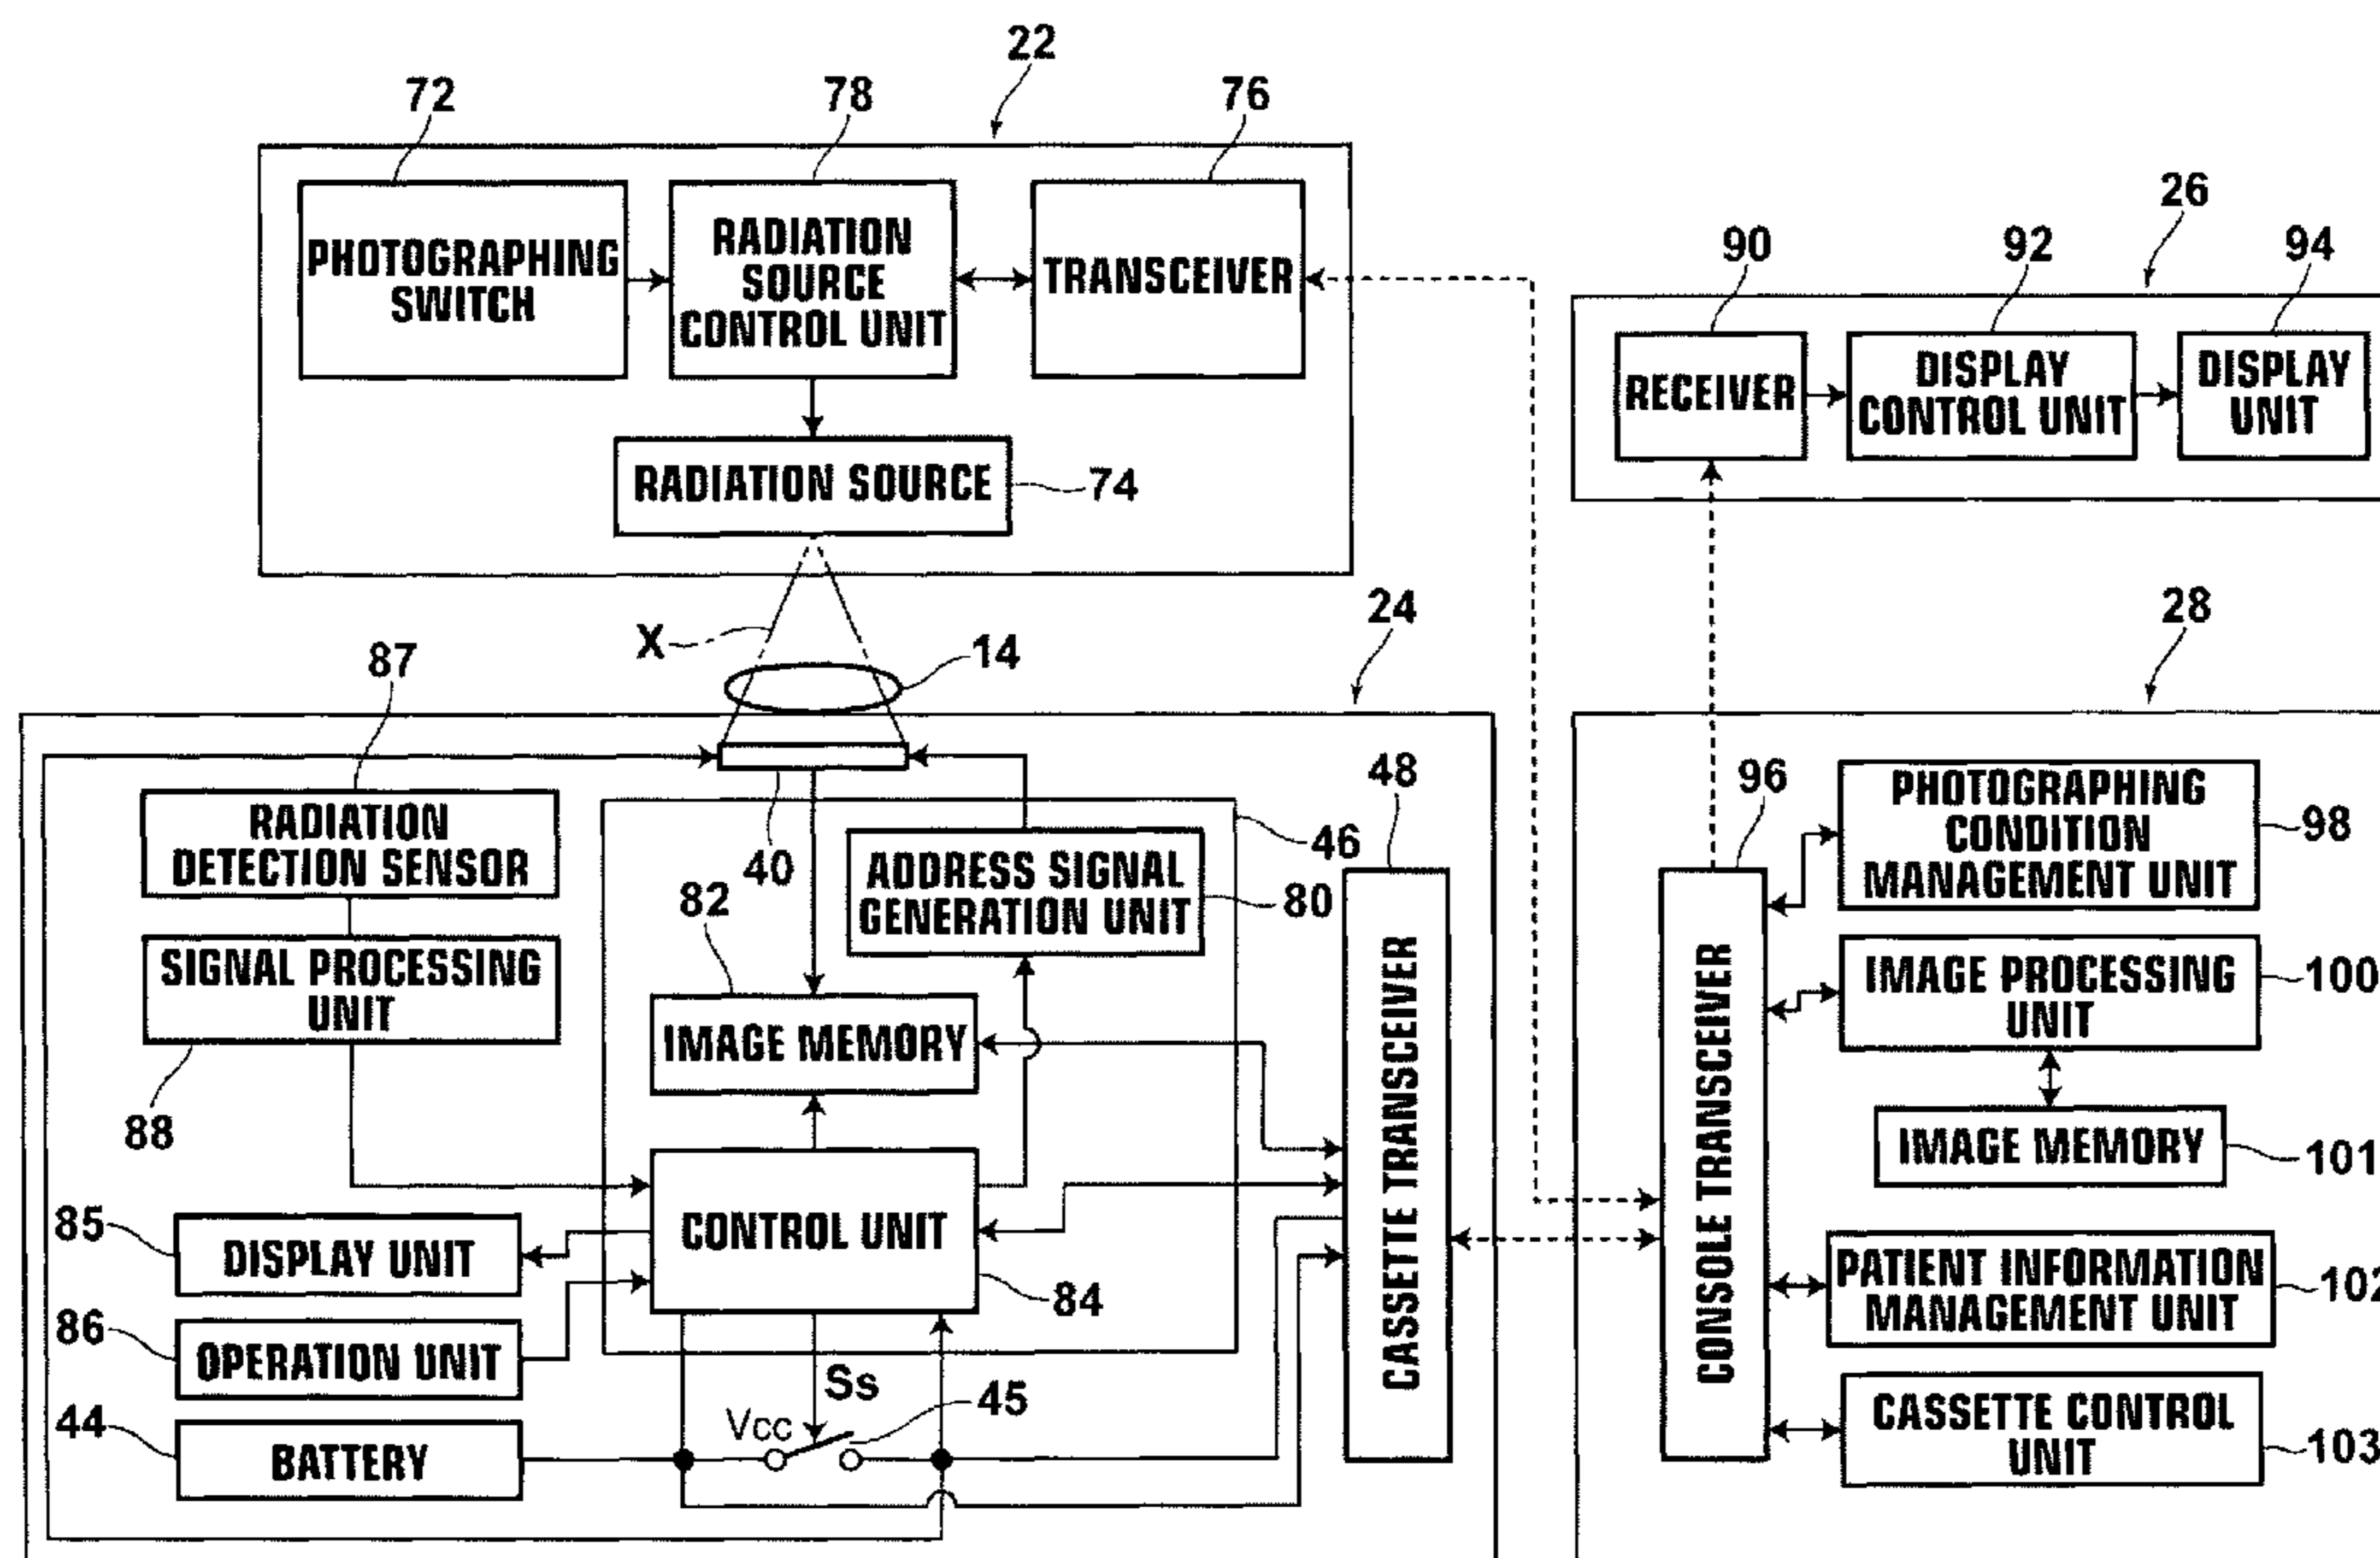 22
72
78
76
PHOTOGRAPHING
SWITCH
RADIATION
SOURCE
CONTROL UNIT
TRANSCEIVER
RADIATION SOURCE
74
26
90
92
94
RECEIVER
DISPLAY
CONTROL UNIT
DISPLAY
UNIT
X
14
24
87
RADIATION
DETECTION SENSOR
40
46
48
SIGNAL PROCESSING
UNIT
88
82
ADDRESS SIGNAL
GENERATION UNIT
80
IMAGE MEMORY
CONTROL UNIT
84
85
DISPLAY UNIT
86
OPERATION UNIT
44
BATTERY
Vcc
Ss
45
CASSETTE TRANSCEIVER
28
96
CONSOLE TRANSCEIVER
PHOTOGRAPHING
CONDITION
MANAGEMENT UNIT
98
IMAGE PROCESSING
UNIT
100
IMAGE MEMORY
101
PATIENT INFORMATION
MANAGEMENT UNIT
102
CASSETTE CONTROL
UNIT
103